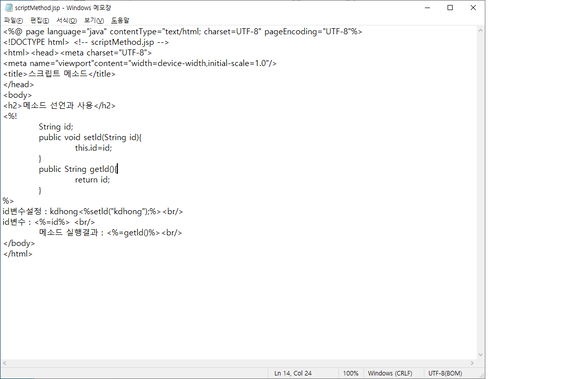 scriptMethod.jsp - Windows 메모장
파일(F) 편집(E) 서식(O) 보기(V) 도움말
<%@ page language="java" contentType="text/html; charset=UTF-8" pageEncoding="UTF-8"%>
<!DOCTYPE html> <!-- scriptMethod.jsp -->
<html><head><meta charset="UTF-8">
<meta name="viewport"content="width=device-width,initial-scale=1.0"/>
<title>스크립트 메소드</title>
</head>
<body>
<h2>메소드 선언과 사용</h2>
<%!
String id;
public void setId(String id){
this.id=id;
}
public String getId(){
return id;
}
%>
id변수설정 : kdhong<%setId("kdhong");%><br/>
id변수 : <%=id%> <br/>
메소드 실행결과 : <%=getId()%><br/>
</body>
</html>
Ln 14, Col 24 100% Windows (CRLF) UTF-8(BOM)